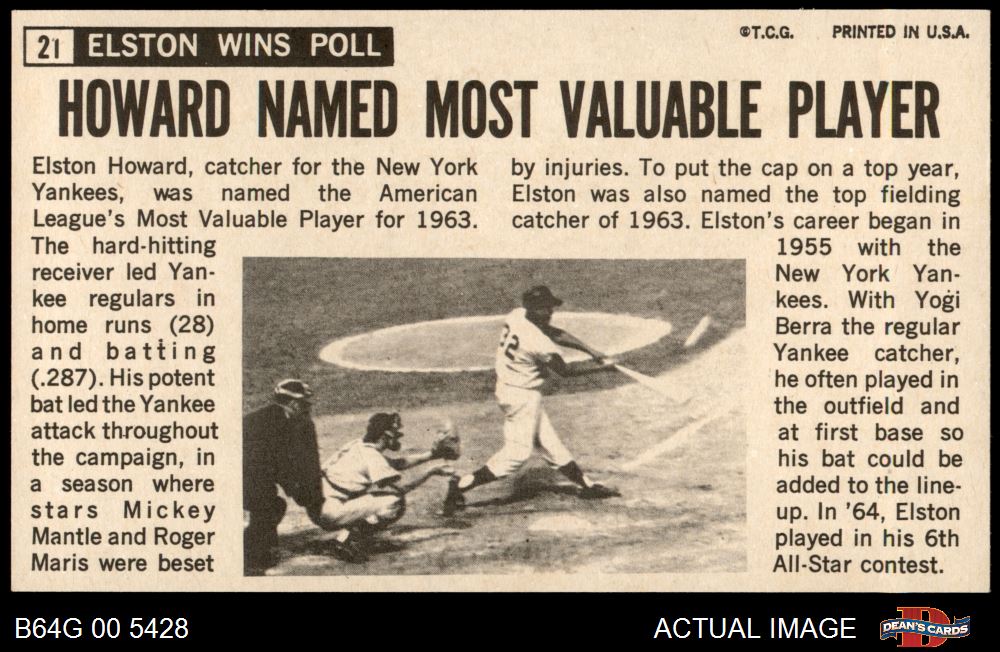 21 ELSTON WINS POLL
©T.C.G. PRINTED IN U.S.A.
HOWARD NAMED MOST VALUABLE PLAYER
Elston Howard, catcher for the New York
Yankees, was named the American
League's Most Valuable Player for 1963.
The hard-hitting
receiver led Yan-
kee regulars in
home runs (28)
and batting
(.287). His potent
bat led the Yankee
attack throughout
the campaign, in
a season where
stars Mickey
Mantle and Roger
Maris were beset
by injuries. To put the cap on a top year,
Elston was also named the top fielding
catcher of 1963. Elston's career began in
1955 with the
New York Yan-
kees. With Yogi
Berra the regular
Yankee catcher,
he often played in
the outfield and
at first base so
his bat could be
added to the line-
up. In '64, Elston
played in his 6th
All-Star contest.
32
B64G 00 5428
ACTUAL IMAGE
D
DEAN'S CARDS